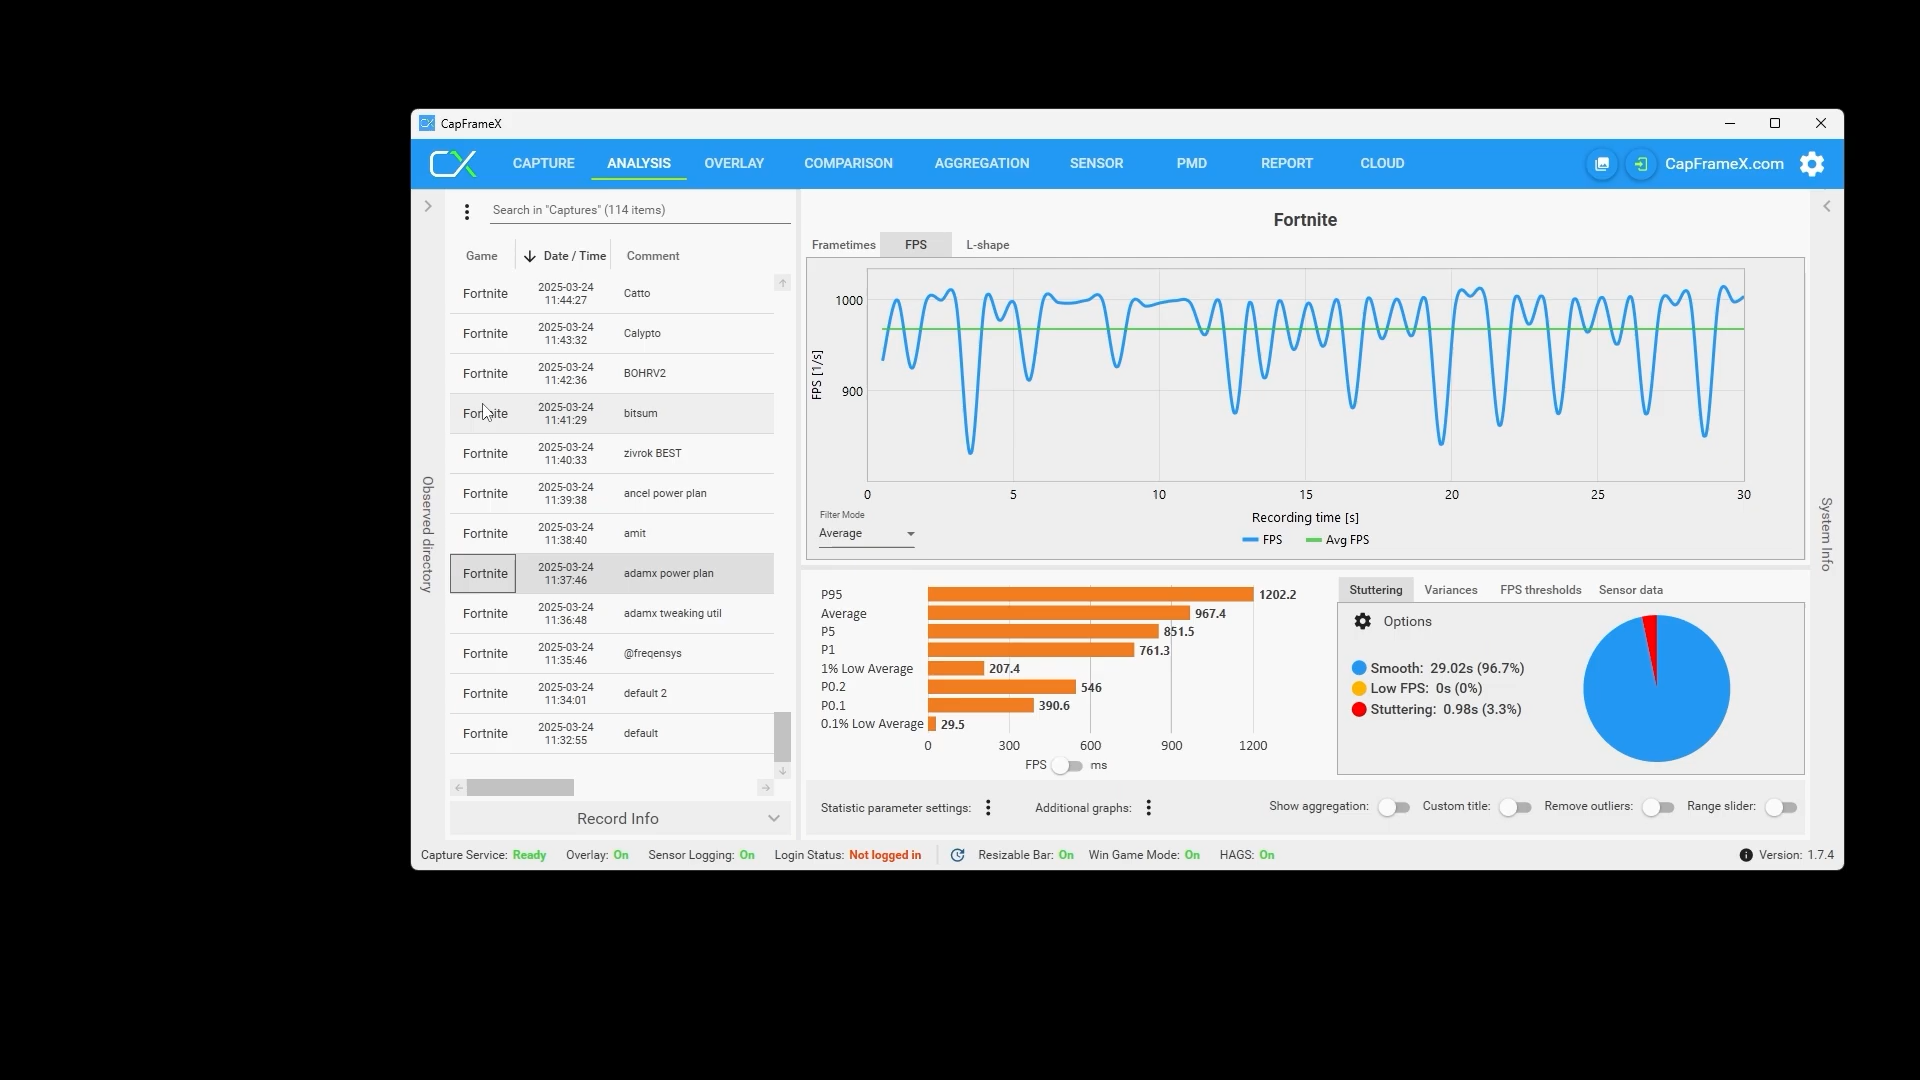 CapFrameX
CX CAPTURE ANALYSIS OVERLAY COMPARISON AGGREGATION SENSOR PMD REPORT CLOUD CapFrameX.com
Search in "Captures" (114 items)
Game Date / Time Comment
Fortnite 2025-03-24 11:44:27 Catto
Fortnite 2025-03-24 11:43:32 Calypto
Fortnite 2025-03-24 11:42:36 BOHRV2
Fortnite 2025-03-24 11:41:29 bitsum
Fortnite 2025-03-24 11:40:33 zivrok BEST
Fortnite 2025-03-24 11:39:38 ancel power plan
Fortnite 2025-03-24 11:38:40 amit
Fortnite 2025-03-24 11:37:46 adamx power plan
Fortnite 2025-03-24 11:36:48 adamx tweaking util
Fortnite 2025-03-24 11:35:46 @freqensys
Fortnite 2025-03-24 11:34:01 default 2
Fortnite 2025-03-24 11:32:55 default
Record Info
Observed directory
Fortnite
Frametimes FPS L-shape
FPS [1/s]
1000
900
0 5 10 15 20 25 30
Recording time [s]
FPS Avg FPS
Filter Mode
Average
P95 1202.2
Average 967.4
P5 851.5
P1 761.3
1% Low Average 207.4
P0.2 546
P0.1 390.6
0.1% Low Average 29.5
0 300 600 900 1200
FPS ms
Stuttering Variances FPS thresholds Sensor data
Options
Smooth: 29.02s (96.7%)
Low FPS: 0s (0%)
Stuttering: 0.98s (3.3%)
System Info
Statistic parameter settings: Additional graphs: Show aggregation: Custom title: Remove outliers: Range slider:
Capture Service: Ready Overlay: On Sensor Logging: On Login Status: Not logged in Resizable Bar: On Win Game Mode: On HAGS: On Version: 1.7.4